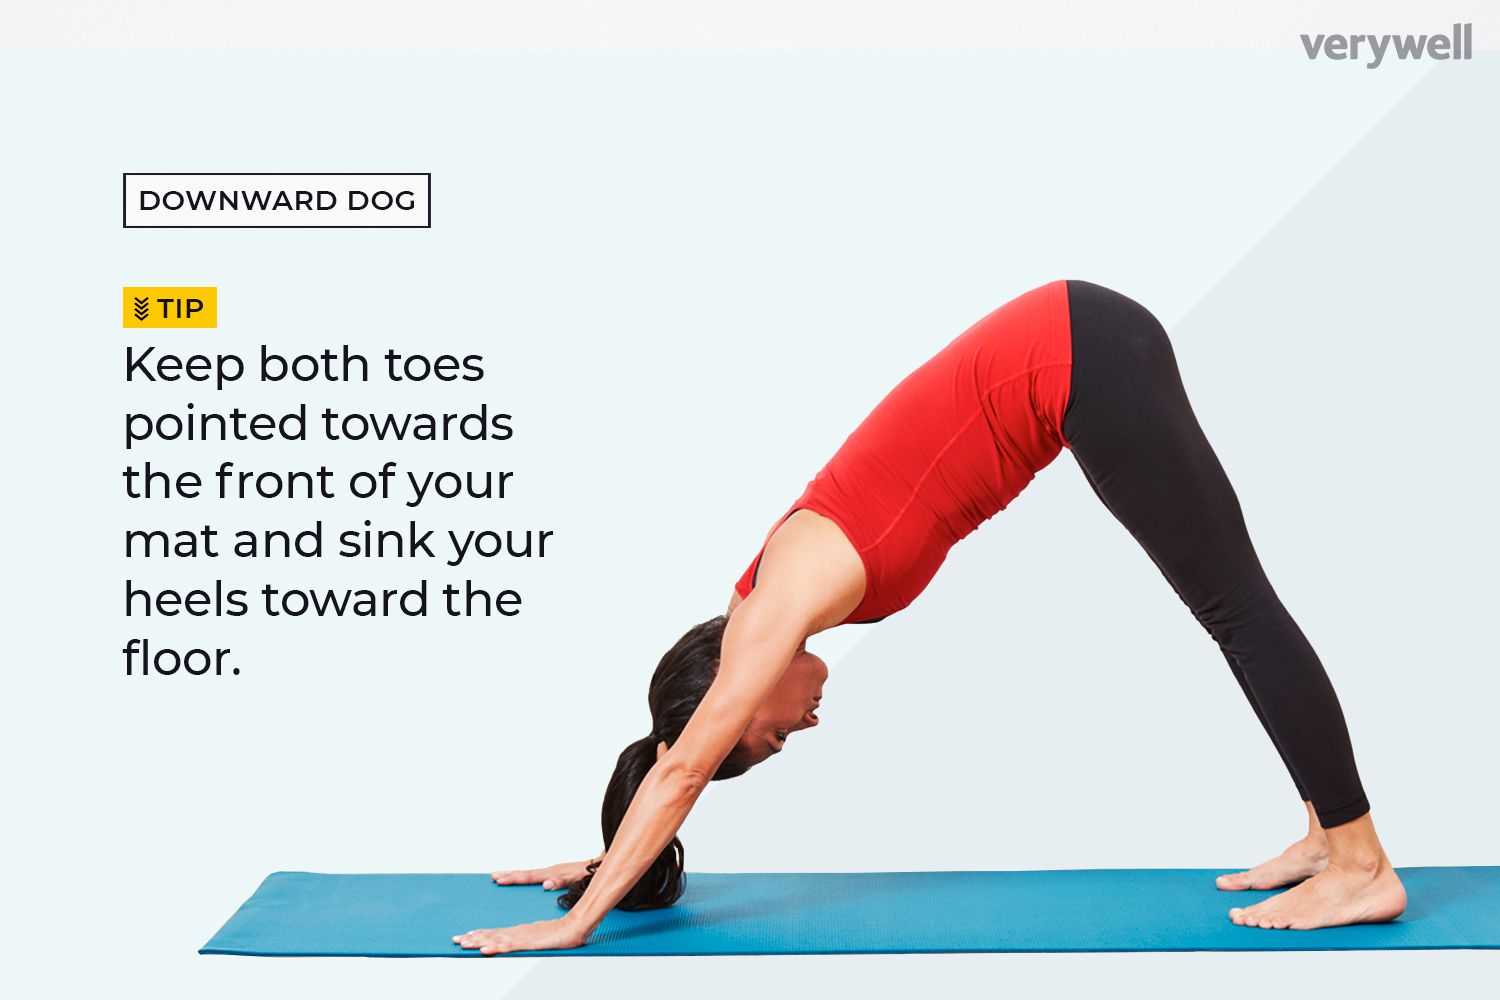 verywell
DOWNWARD DOG
TIP
Keep both toes
pointed towards
the front of your
mat and sink your
heels toward the
floor.